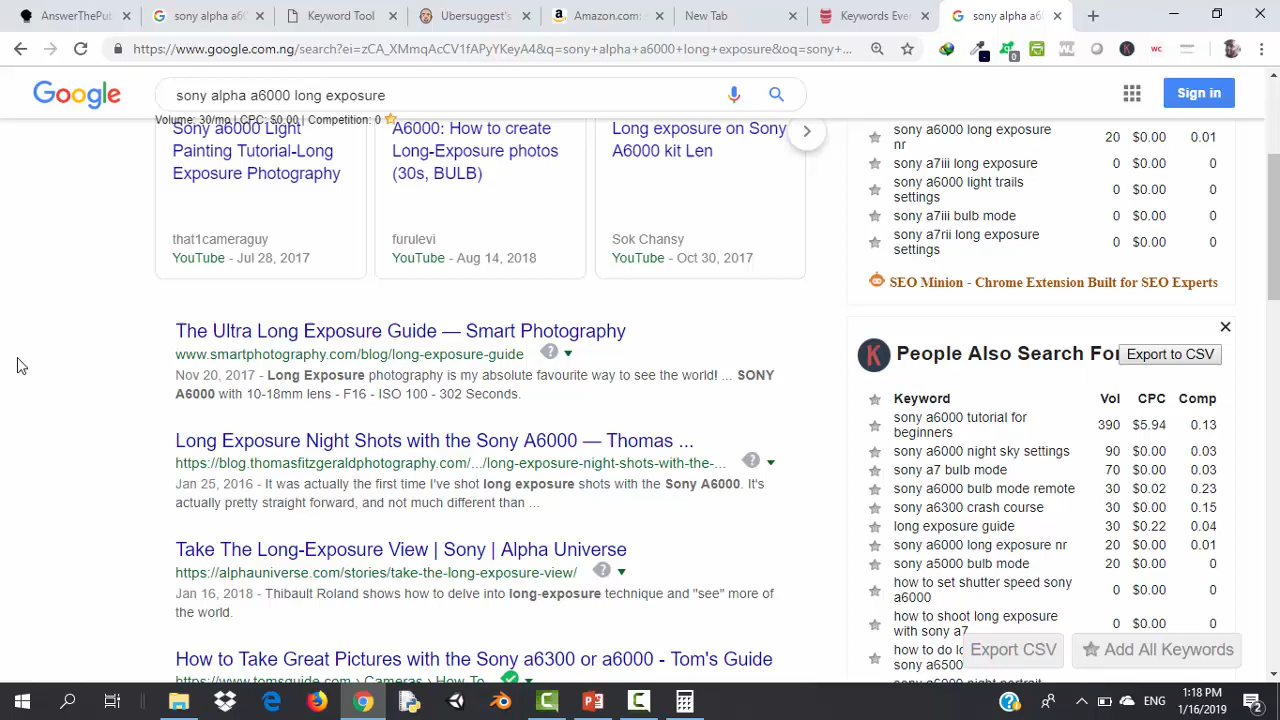 AnswerThePu
sony alpha a6
Keyword Tool
Ubersuggest's
Amazon.com:
New Tab
Keywords Eve
sony alpha a60
https://www.google.com.ng/search?ei=zCA_XMmqAcCV1fAPyYKeyA4&q=sony+alpha+a6000+long+exposure&oq=sony+...
WC
Google
sony alpha a6000 long exposure
Sign in
Volume: 30/mo | CPC: $0.00 | Competition: 0
Sony a6000 Light
Painting Tutorial-Long
Exposure Photography
that1cameraguy
YouTube - Jul 28, 2017
A6000: How to create
Long-Exposure photos
(30s, BULB)
furulevi
YouTube - Aug 14, 2018
Long exposure on Sony
A6000 kit Len
Sok Chansy
YouTube - Oct 30, 2017
The Ultra Long Exposure Guide — Smart Photography
www.smartphotography.com/blog/long-exposure-guide
Nov 20, 2017 - Long Exposure photography is my absolute favourite way to see the world! ... SONY
A6000 with 10-18mm lens - F16 - ISO 100 - 302 Seconds.
Long Exposure Night Shots with the Sony A6000 — Thomas ...
https://blog.thomasfitzgeraldphotography.com/.../long-exposure-night-shots-with-the-...
Jan 25, 2016 - It was actually the first time I've shot long exposure shots with the Sony A6000. It's
actually pretty straight forward, and not much different than ...
Take The Long-Exposure View | Sony | Alpha Universe
https://alphauniverse.com/stories/take-the-long-exposure-view/
Jan 16, 2018 - Thibault Roland shows how to delve into long-exposure technique and "see" more of
the world.
How to Take Great Pictures with the Sony a6300 or a6000 - Tom's Guide
https://www.tomsguide.com › Cameras › How-To
sony a6000 long exposure
nr 20 $0.00 0.01
sony a7iii long exposure 0 $0.00 0
sony a6000 light trails
settings 0 $0.00 0
sony a7iii bulb mode 0 $0.00 0
sony a7rii long exposure
settings 0 $0.00 0
SEO Minion - Chrome Extension Built for SEO Experts
K People Also Search For
Export to CSV
Keyword Vol CPC Comp
sony a6000 tutorial for
beginners 390 $5.94 0.13
sony a6000 night sky settings 90 $0.00 0.03
sony a7 bulb mode 70 $0.00 0.03
sony a6000 bulb mode remote 30 $0.02 0.23
sony a6300 crash course 30 $0.00 0.15
long exposure guide 30 $0.22 0.04
sony a6000 long exposure nr 20 $0.00 0.01
sony a5000 bulb mode 20 $0.00 0
how to set shutter speed sony
a6000 0 $0.00 0
how to shoot long exposure
with sony a7 0 $0.00 0
how to do lo
sony a6500
Export CSV
Add All Keywords
ENG
1:18 PM
1/16/2019
2